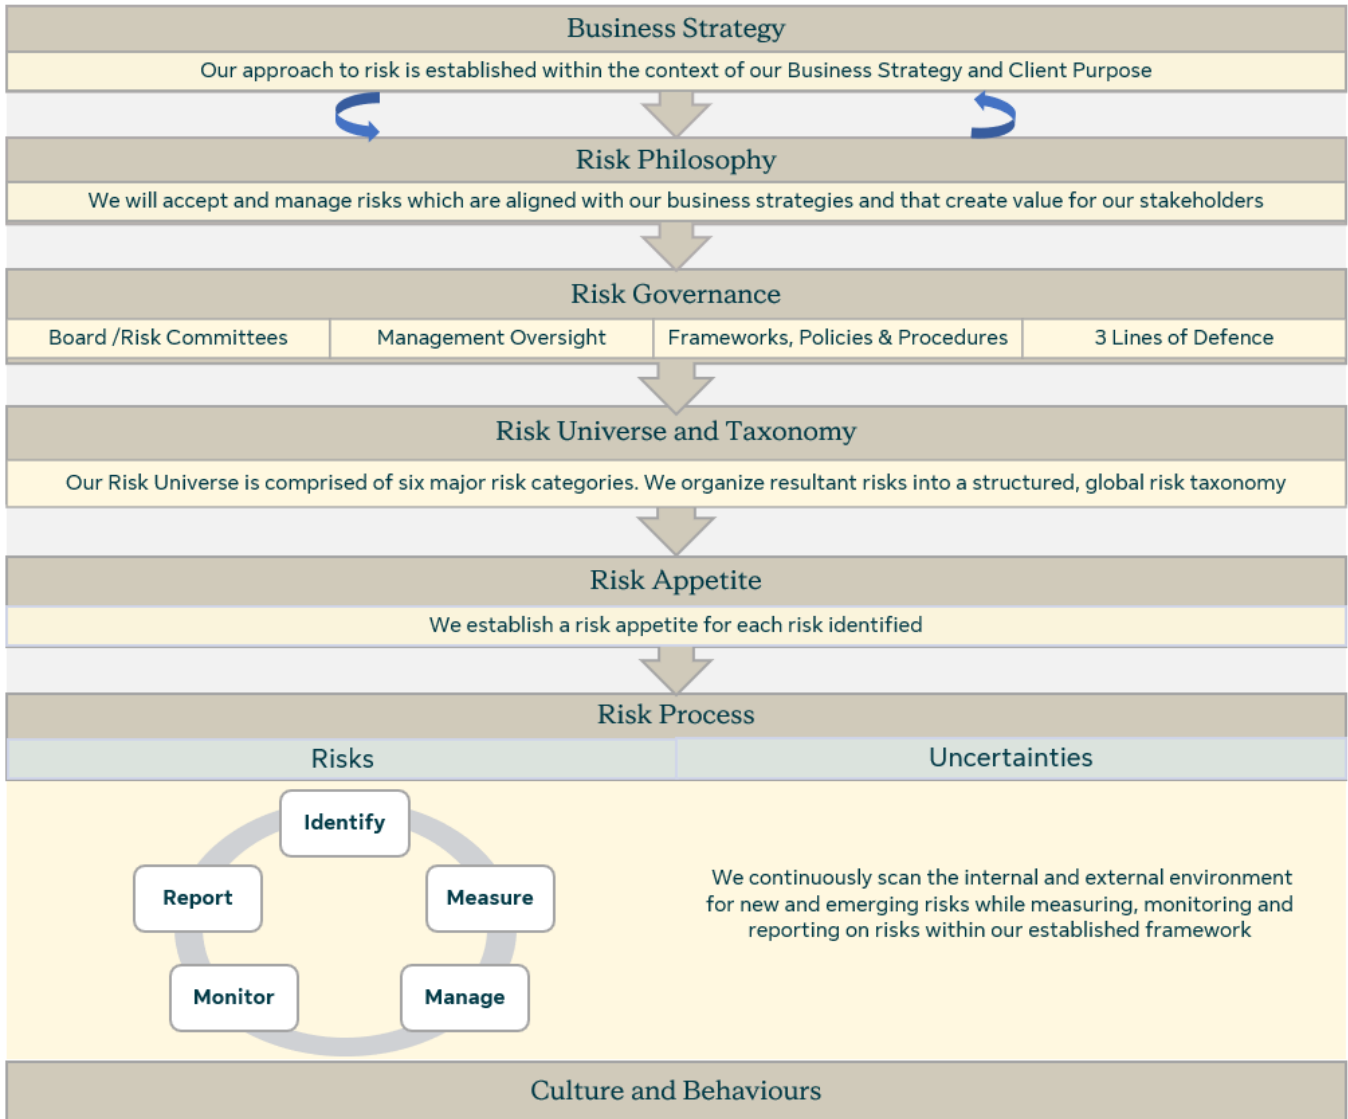 Business Strategy
Our approach to risk is established within the context of our Business Strategy and Client Purpose
Risk Philosophy
We will accept and manage risks which are aligned with our business strategies and that create value for our stakeholders
Risk Governance
Board /Risk Committees
Management Oversight
Frameworks, Policies & Procedures
3 Lines of Defence
Risk Universe and Taxonomy
Our Risk Universe is comprised of six major risk categories. We organize resultant risks into a structured, global risk taxonomy
Risk Appetite
We establish a risk appetite for each risk identified
Risk Process
Risks
Uncertainties
Identify
Measure
Manage
Monitor
Report
We continuously scan the internal and external environment
for new and emerging risks while measuring, monitoring and
reporting on risks within our established framework
Culture and Behaviours